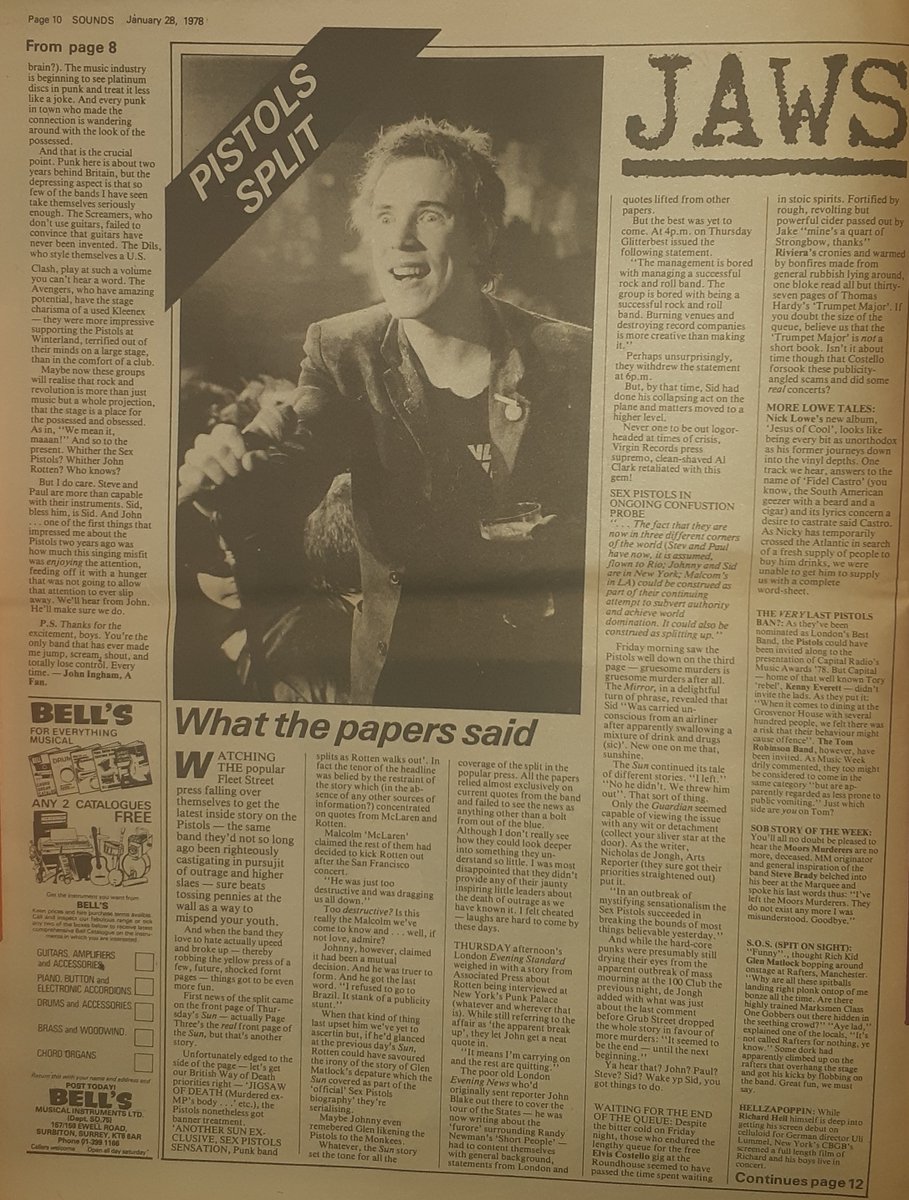 Page 10 SOUNDS January 28, 1978
From page 8
brain?). The music industry
is beginning to see platinum
discs in punk and treat it less
like a joke. And every punk
in town who made the
connection is wandering
around with the look of the
possessed.
And that is the crucial
point. Punk here is about two
years behind Britain, but the
depressing aspect is that so
few of the bands I have seen
take themselves seriously
enough. The Screamers, who
don't use guitars, failed to
convince that guitars have
never been invented. The Dils,
who style themselves a U.S.
Clash, play at such a volume
you can't hear a word. The
Avengers, who have amazing
potential, have the stage
charisma of a used Kleenex
— they were more impressive
supporting the Pistols at
Winterland, terrified out of
their minds on a large stage,
than in the comfort of a club.
Maybe now these groups
will realise that rock and
revolution is more than just
music but a whole projection,
that the stage is a place for
the possessed and obsessed.
As in, "We mean it,
maaan!" And so to the
present. Whither the Sex
Pistols? Whither John
Rotten? Who knows?
But I do care. Steve and
Paul are more than capable
with their instruments. Sid,
bless him, is Sid. And John
. . . one of the first things that
impressed me about the
Pistols two years ago was
how much this singing misfit
was enjoying the attention,
feeding off it with a hunger
that was not going to allow
that attention to ever slip
away. We'll hear from John.
He'll make sure we do.
P.S. Thanks for the
excitement, boys. You're the
only band that has ever made
me jump, scream, shout, and
totally lose control. Every
time. — John Ingham, A
Fan.
BELL'S
FOR EVERYTHING
MUSICAL
ANY 2 CATALOGUES
FREE
Get the instrument you want from
BELL'S
GUITARS, AMPLIFIERS
and ACCESSORIES
PIANO, BUTTON and
ELECTRONIC ACCORDIONS
DRUMS and ACCESSORIES
BRASS and WOODWIND
CHORD ORGANS
Return this with your name and address and
POST TODAY!
BELL'S
MUSICAL INSTRUMENTS LTD.
(Dept. SO.75)
157/159 EWELL ROAD,
SURBITON, SURREY, KT6 6AR
Phone 01-399 1166
Callers welcome Open all day saturday
PISTOLS
SPLIT
What the papers said
WATCHING
THE popular
Fleet Street
press falling over
themselves to get the
latest inside story on the
Pistols — the same
band they'd not so long
ago been righteously
castigating in pursujit
of outrage and higher
slaes — sure beats
tossing pennies at the
wall as a way to
mispend your youth.
And when the band they
love to hate actually upped
and broke up — thereby
robbing the yellow press of a
few, future, shocked fornt
pages — things got to be even
more fun.
First news of the split came
on the front page of Thur-
sday's Sun — actually Page
Three's the real front page of
the Sun, but that's another
story.
Unfortunately edged to the
side of the page — let's get
our British Way of Death
priorities right — 'JIGSAW
OF DEATH (Murdered ex-
MP's body . . .' etc.), the
Pistols nonetheless got
banner treatment.
'ANOTHER SUN EX-
CLUSIVE, SEX PISTOLS
SENSATION, Punk band
splits as Rotten walks out'. In
fact the tenor of the headline
was belied by the restraint of
the story which (in the ab-
sence of any other sources of
information?) concentrated
on quotes from McLaren and
Rotten.
Malcolm 'McLaren'
claimed the rest of them had
decided to kick Rotten out
after the San Francisco
concert.
"He was just too
destructive and was dragging
us all down."
Too destructive? Is this
really the Malcolm we've
come to know and . . . well, if
not love, admire?
Johnny, however, claimed
it had been a mutual
decision. And he was truer to
form. And he got the last
word. "I refused to go to
Brazil. It stank of a publicity
stunt."
When that kind of thing
last upset him we've yet to
ascertin but, if he'd glanced
at the previous day's Sun,
Rotten could have savoured
the irony of the story of Glen
Matlock's departure which the
Sun covered as part of the
'official' Sex Pistols
biography' they're
serialising.
Maybe Johnny even
remebered Glen likening the
Pistols to the Monkees.
Whatever, the Sun story
set the tone for all the
coverage of the split in the
popular press. All the papers
relied almost exclusively on
current quotes from the band
and failed to see the news as
anything other than a bolt
from out of the blue.
Although I don't really see
how they could look deeper
into something they un-
derstand so little. I was most
disappointed that they didn't
provide any of their jaunty
inspiring little leaders about
the death of outrage as we
have known it. I felt cheated
— laughs are hard to come by
these days.
THURSDAY afternoon's
London Evening Standard
weighed in with a story from
Associated Press about
Rotten being interviewed at
New York's Punk Palace
(whatever and wherever that
is). While still referring to the
affair as 'the apparent break
up', they let John get a neat
quote in.
"It means I'm carrying on
and the rest are quitting."
The poor old London
Evening News who'd
originally sent reporter John
Blake out there to cover the
tour of the States — he was
now writing about the
'furore' surrounding Randy
Newman's 'Short People' —
had to content themselves
with general background,
statements from London and
JAWS
quotes lifted from other
papers.
But the best was yet to
come. At 4p.m. on Thursday
Glitterbest issued the
following statement.
"The management is bored
with managing a successful
rock and roll band. The
group is bored with being a
successful rock and roll
band. Burning venues and
destroying record companies
is more creative than making
it."
Perhaps unsurprisingly,
they withdrew the statement
at 6p.m.
But, by that time, Sid had
done his collapsing act on the
plane and matters moved to a
higher level.
Never one to be out logor-
headed at times of crisis,
Virgin Records press
supremo, clean-shaved Al
Clark retaliated with this
gem!
SEX PISTOLS IN
ONGOING CONFUSTION
PROBE
". . . The fact that they are
now in three different corners
of the world (Stev and Paul
have now, it is assumed,
flown to Rio; Johnny and Sid
are in New York; Malcom's
in LA) could be construed as
part of their continuing
attempt to subvert authority
and achieve world
domination. It could also be
construed as splitting up."
Friday morning saw the
Pistols well down on the third
page — gruesome murders is
gruesome murders after all.
The Mirror, in a delightful
turn of phrase, revealed that
Sid "Was carried un-
conscious from an airliner
after apparently swallowing a
mixture of drink and drugs
(sic)'. New one on me, that,
sunshine.
The Sun continued its tale
of different stories. "I left."
"No he didn't. We threw him
out". That sort of thing.
Only the Guardian seemed
capable of viewing the issue
with any wit or detachment
(collect your silver star at the
door). As the writer,
Nicholas de Jongh, Arts
Reporter (they sure got their
priorities straightened out)
put it.
"In an outbreak of
mystifying sensationalism the
Sex Pistols succeeded in
breaking the bounds of most
things believable yesterday."
And while the hard-core
punks were presumably still
drying their eyes from the
apparent outbreak of mass
mourning at the 100 Club the
previous night, de Jongh
added with what was just
about the last comment
before Grub Street dropped
the whole story in favour of
more murders: "It seemed to
be the end — until the next
beginning."
Ya hear that? John? Paul?
Steve? Sid? Wake yp Sid, you
got things to do.
WAITING FOR THE END
OF THE QUEUE: Despite
the bitter cold on Friday
night, those who endured the
lengthy queue for the free
Elvis Costello gig at the
Roundhouse seemed to have
passed the time spent waiting
in stoic spirits. Fortified by
rough, revolting but
powerful cider passed out by
Jake "mine's a quart of
Strongbow, thanks"
Riviera's cronies and warmed
by bonfires made from
general rubbish lying around,
one bloke read all but thirty-
seven pages of Thomas
Hardy's 'Trumpet Major'. If
you doubt the size of the
queue, believe us that the
'Trumpet Major' is not a
short book. Isn't it about
time though that Costello
forsook these publicity-
angled scams and did some
real concerts?
MORE LOWE TALES:
Nick Lowe's new album,
'Jesus of Cool', looks like
being every bit as unorthodox
as his former journeys down
into the vinyl depths. One
track we hear, answers to the
name of 'Fidel Castro' (you
know, the South American
geezer with a beard and a
cigar) and its lyrics concern a
desire to castrate said Castro.
As Nicky has temporarily
crossed the Atlantic in search
of a fresh supply of people to
buy him drinks, we were
unable to get him to supply
us with a complete
word-sheet.
THE VERY LAST PISTOLS
BAN?: As they've been
nominated as London's Best
Band, the Pistols could have
been invited along to the
presentation of Capital Radio's
Music Awards '78. But Capital
— home of that well known Tory
'rebel', Kenny Everett — didn't
invite the lads. As they put it:
"When it comes to dining at the
Grosvenor House with several
hundred people, we felt there was
a risk that their behaviour might
cause offence". The Tom
Robinson Band, however, have
been invited. As Music Week
drily commented, they too might
be considered to come in the
same category "but are ap-
parently regarded as less prone to
public vomiting." Just which
side are you on Tom?
SOB STORY OF THE WEEK:
You'll all no doubt be pleased to
hear the Moors Murderers are no
more, deceased. MM originator
and general inspiration of the
band Steve Brady belched into
his beer at the Marquee and
spoke his last words thus: "I've
left the Moors Murderers. They
do not exist any more I was
misunderstood. Goodbye."
S.O.S. (SPIT ON SIGHT):
"Funny"., thought Rich Kid
Glen Matlock hopping around
onstage at Rafters, Manchester.
"Why are all these spitballs
landing right plonk ontop of me
bonze all the time. Are there
highly trained Marksmen Class
One Gobbers out there hidden in
the seething crowd?" "Aye lad,"
explained one of the locals, "It's
not called Rafters for nothing, ye
know." Some dork had
apparently climbed up on the
rafters that overhang the stage
and got his kicks by flobbing on
the band. Great fun, we must
say.
HELLZAPOPPIN: While
Richard Hell himself is deep into
getting his screen debut on
celluloid for German director Uli
Lummel, New York's CBGB's
screened a full length film of
Richard and his boys live in
concert.
Continues page 12